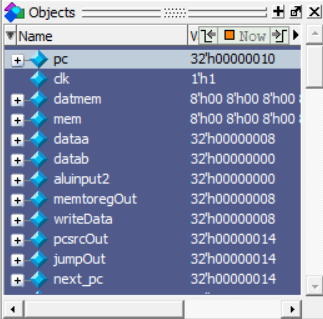 Objects
Name V Now
pc 32'h00000010
clk 1'h1
datmem 8'h00 8'h00 8'h00
mem 8'h00 8'h00 8'h00
dataa 32'h00000008
datab 32'h00000000
aluinput2 32'h00000000
memtoregOut 32'h00000008
writeData 32'h00000008
pcsrcOut 32'h00000014
jumpOut 32'h00000014
next_pc 32'h00000014